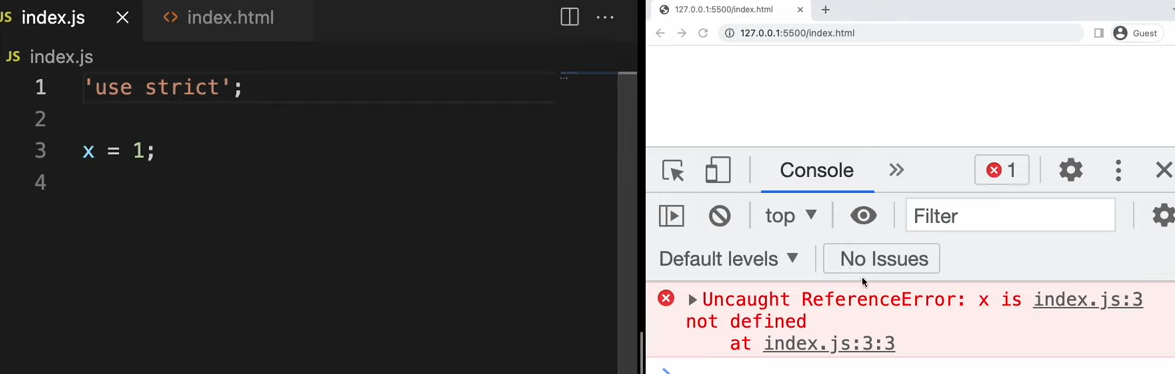 JS index.js
<> index.html
JS index.js
1 'use strict';
2
3 x = 1;
4
127.0.0.1:5500/index.html
127.0.0.1:5500/index.html
Guest
Console
1
top
Filter
Default levels
No Issues
Uncaught ReferenceError: x is index.js:3
not defined
at index.js:3:3